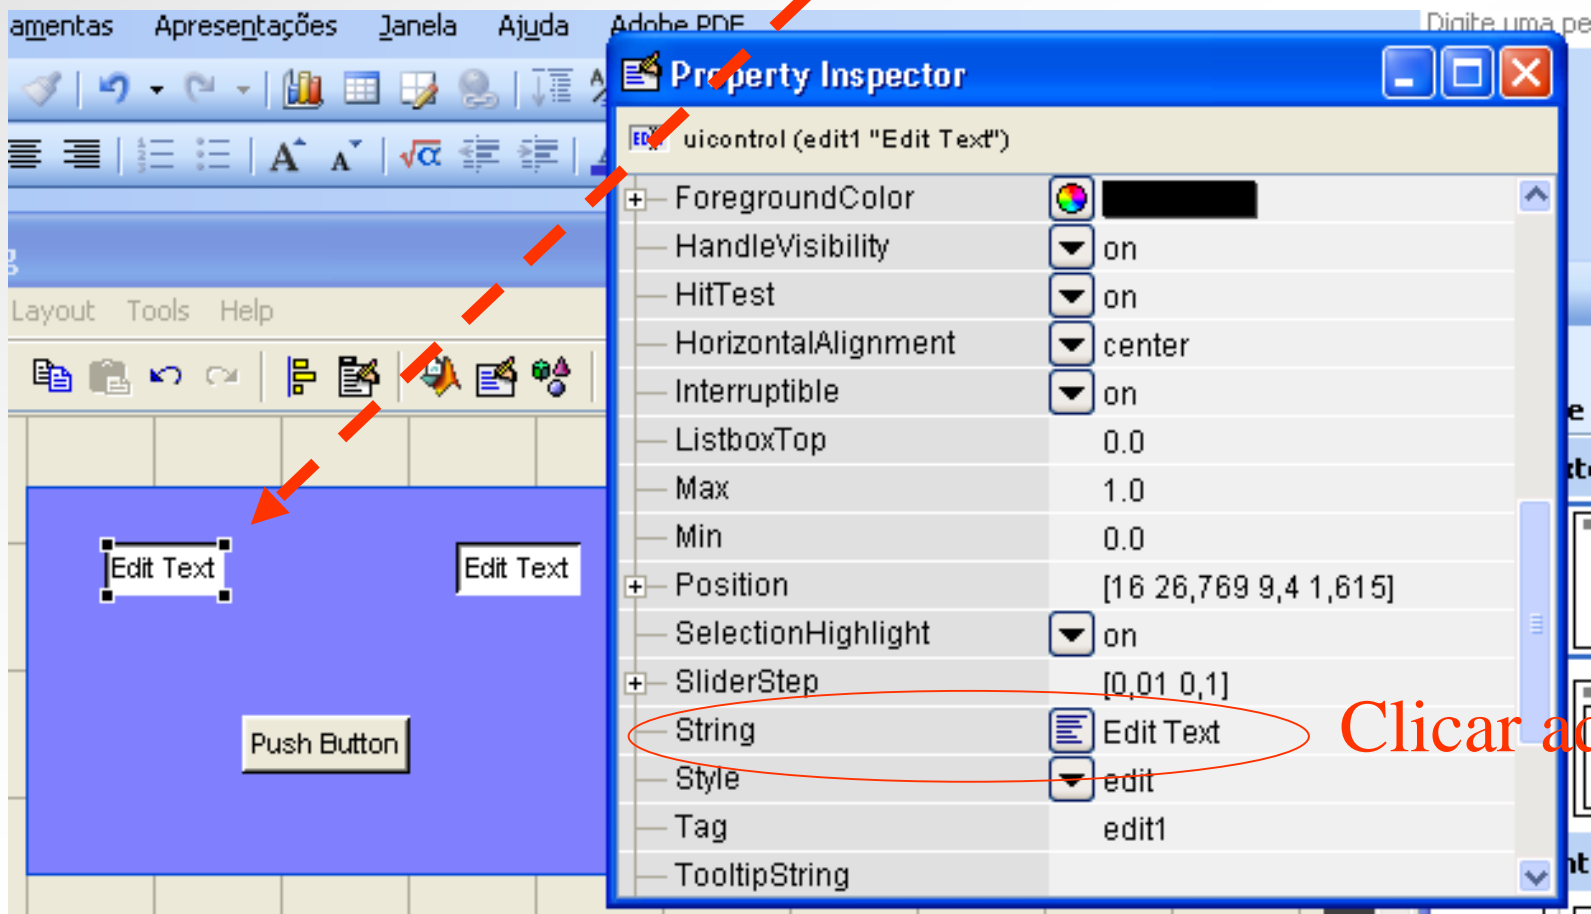 amentas Apresentações Janela Ajuda Adobe PDF
Digite uma pe
Property Inspector
uicontrol (edit1 "Edit Text")
ForegroundColor
HandleVisibility on
HitTest on
HorizontalAlignment center
Interruptible on
ListboxTop 0.0
Max 1.0
Min 0.0
Position [16 26,769 9,4 1,615]
SelectionHighlight on
SliderStep [0,01 0,1]
String Edit Text
Style edit
Tag edit1
TooltipString
Clicar
Layout Tools Help
Edit Text
Edit Text
Push Button